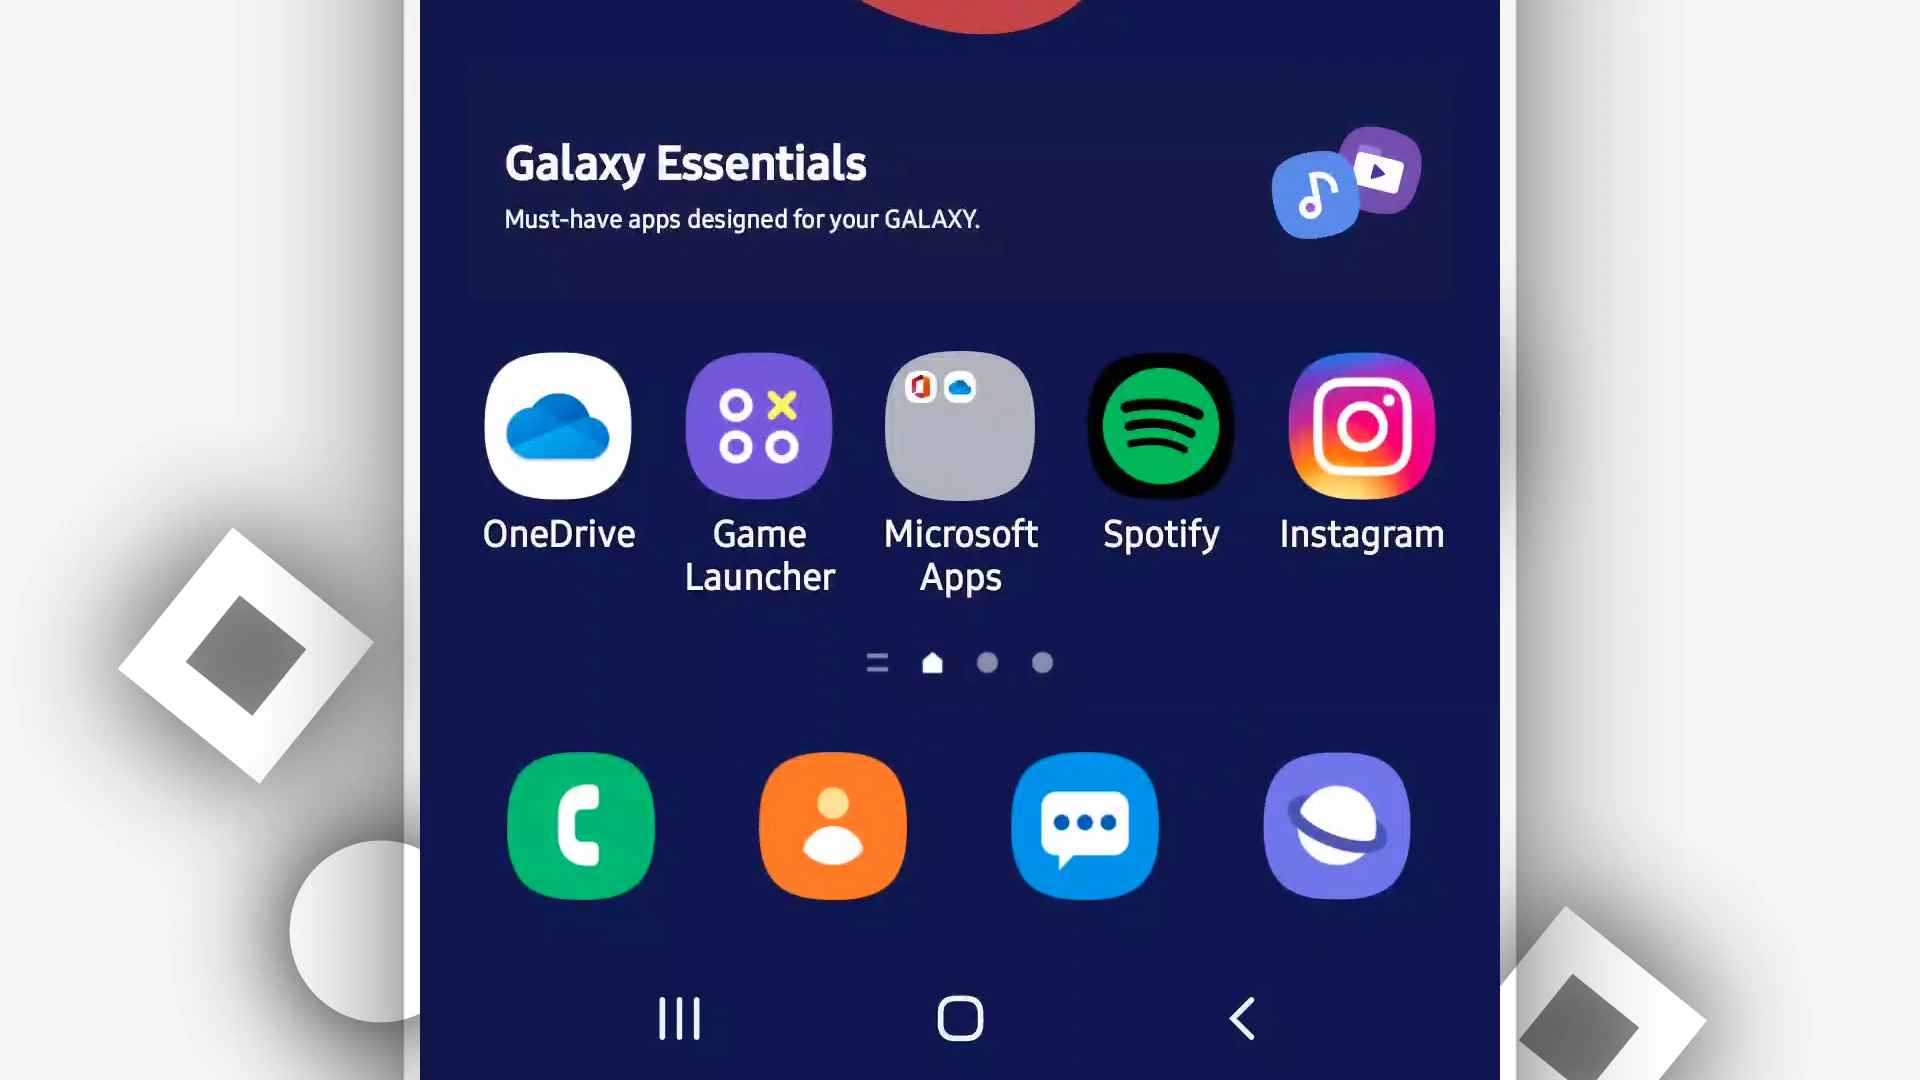 Galaxy Essentials
Must-have apps designed for your GALAXY.
OneDrive
Game
Launcher
Microsoft
Apps
Spotify
Instagram